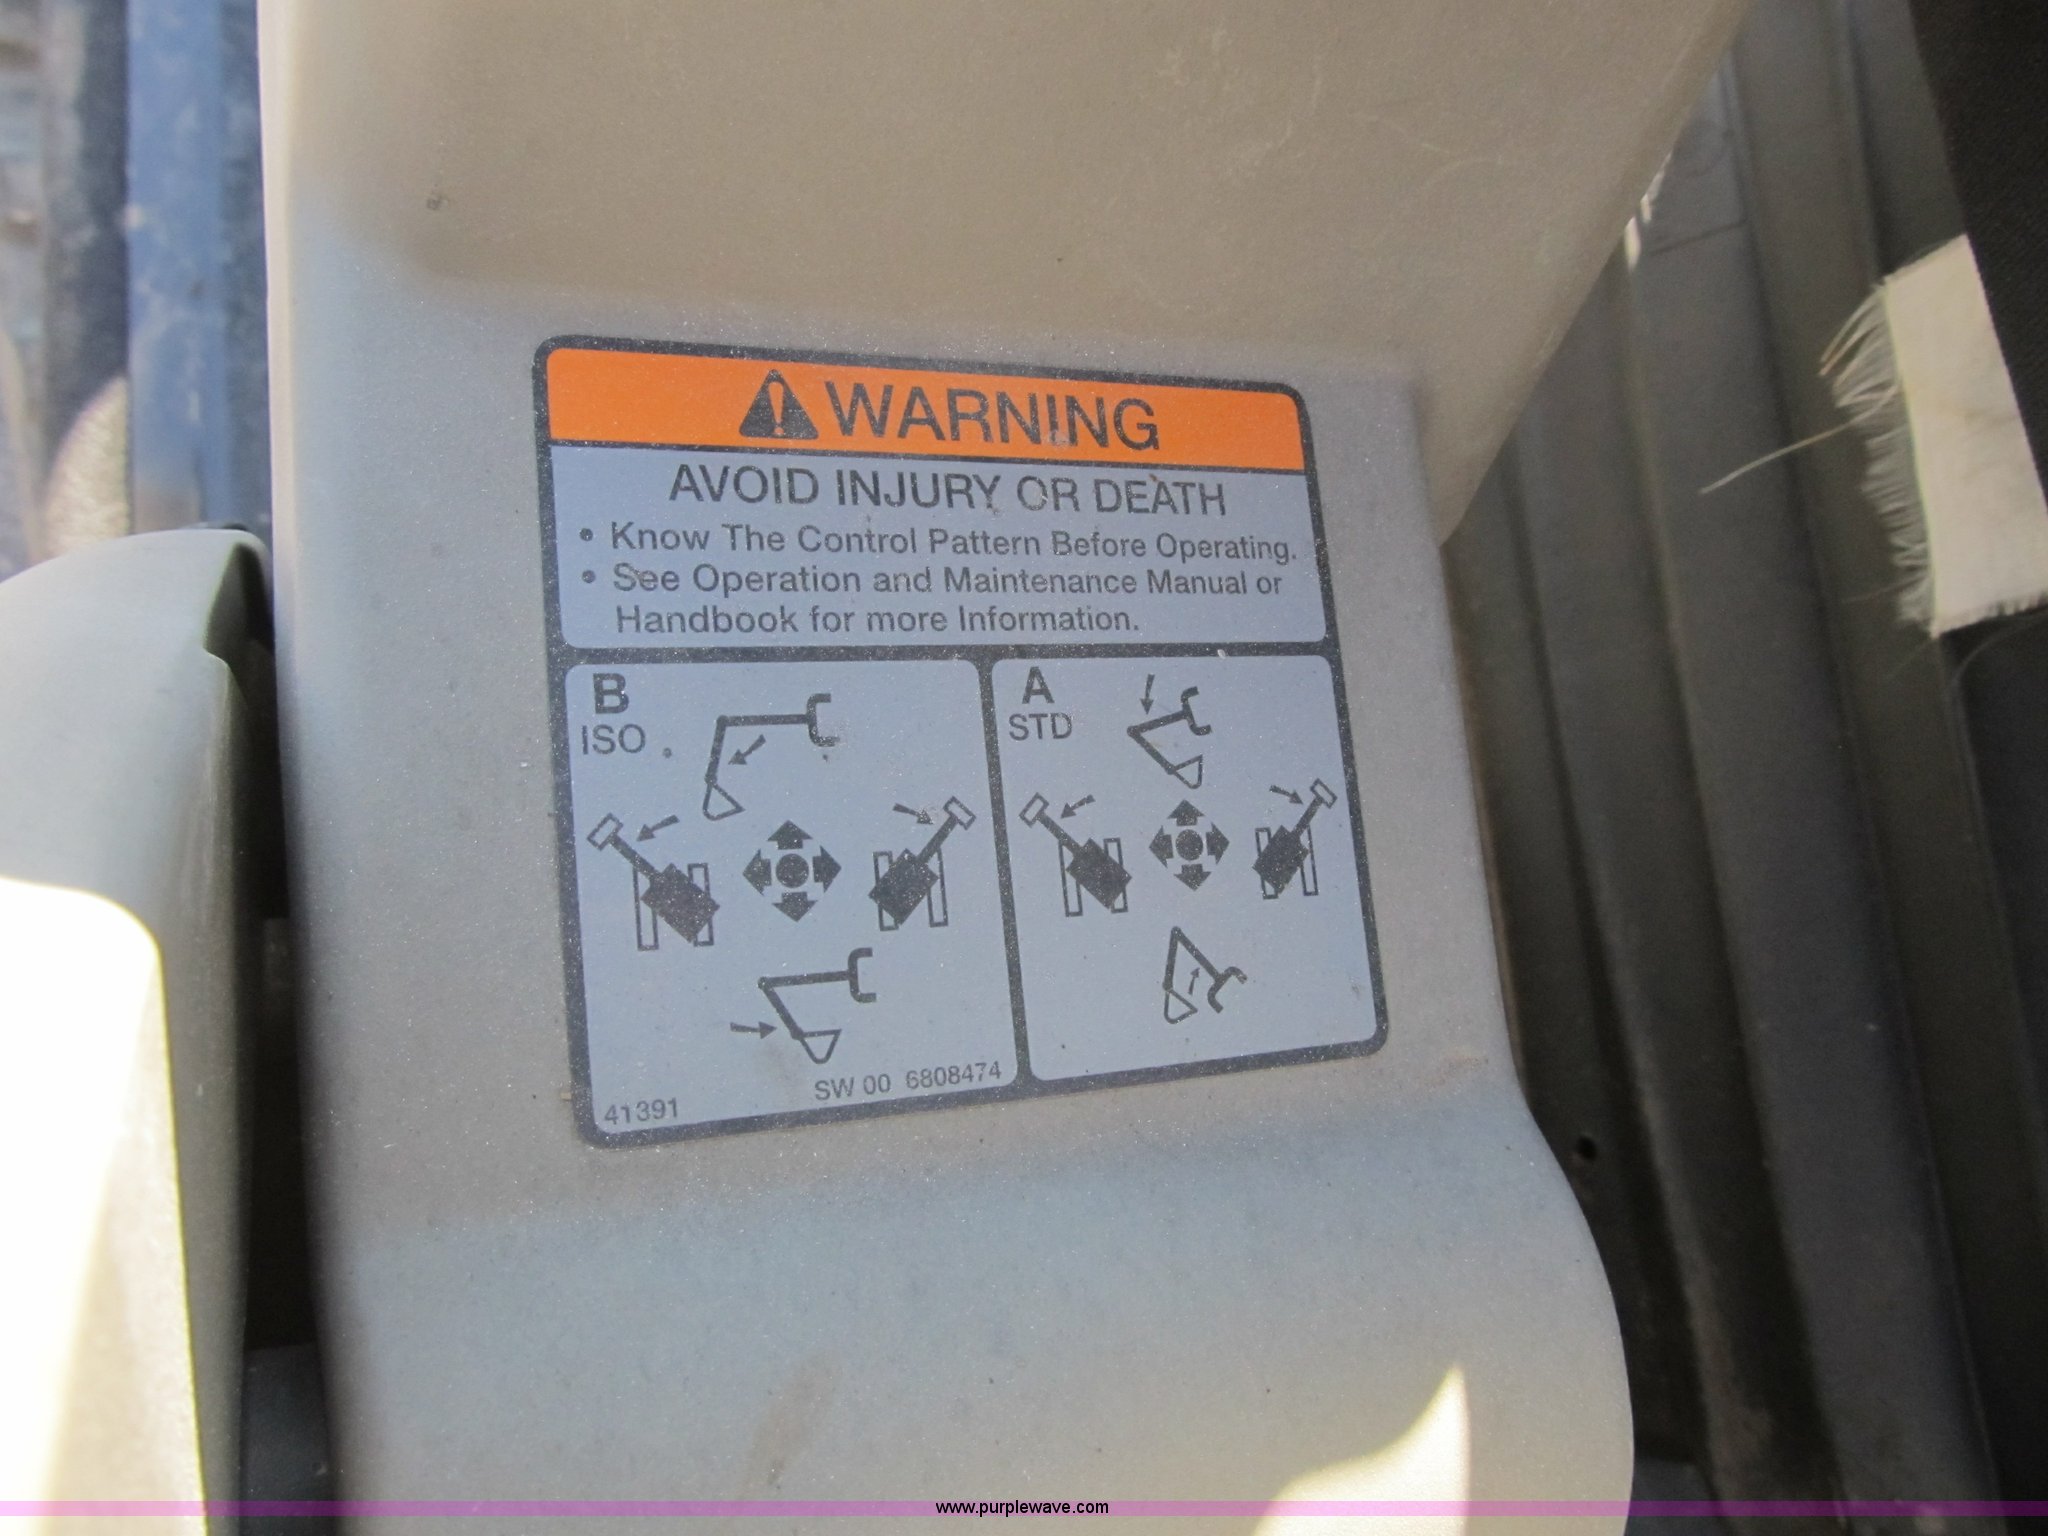 WARNING
AVOID INJURY OR DEATH
• Know The Control Pattern Before Operating.
• See Operation and Maintenance Manual or
Handbook for more Information.
B
ISO
A
STD
SW 00 6808474
41391
www.purplewave.com